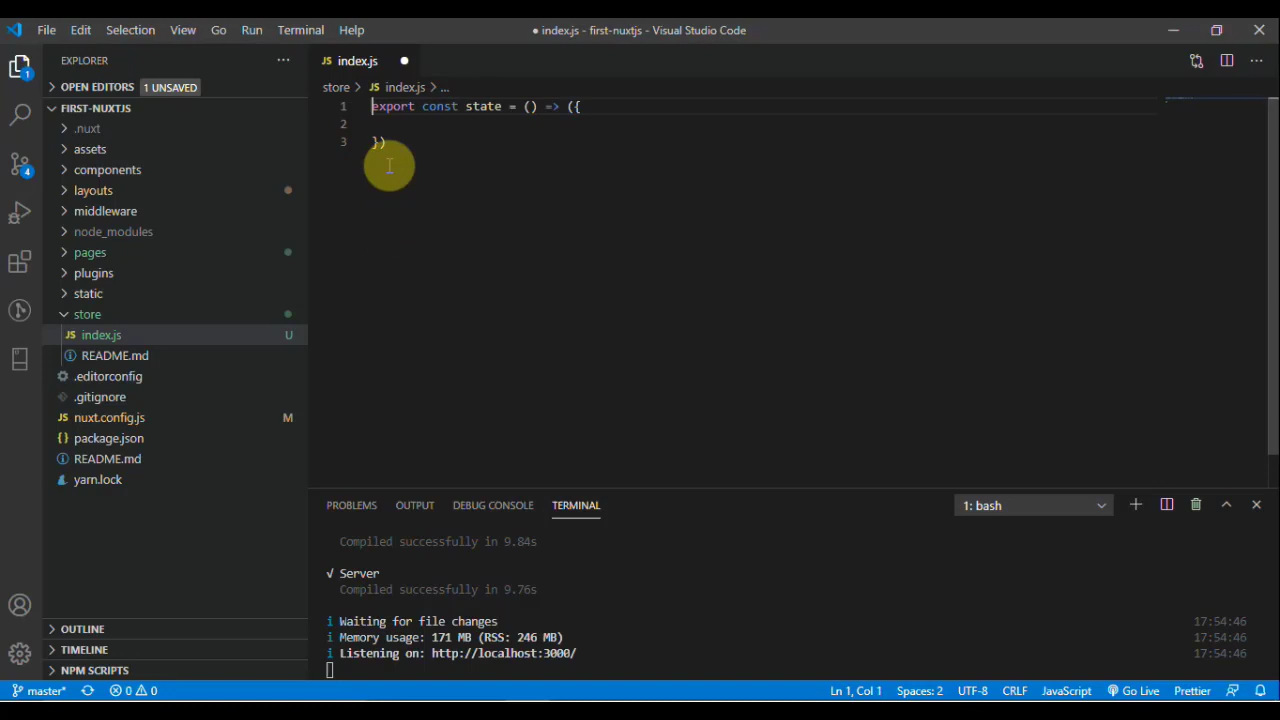 File Edit Selection View Go Run Terminal Help
● index.js - first-nuxtjs - Visual Studio Code
EXPLORER
OPEN EDITORS 1 UNSAVED
FIRST-NUXTJS
.nuxt
assets
components
layouts
middleware
node_modules
pages
plugins
static
store
JS index.js U
README.md
.editorconfig
.gitignore
JS nuxt.config.js M
{} package.json
README.md
yarn.lock
OUTLINE
TIMELINE
NPM SCRIPTS
1
4
JS index.js ●
store > JS index.js > ...
1 export const state = () => ({
2
3 })
PROBLEMS OUTPUT DEBUG CONSOLE TERMINAL
1: bash
Compiled successfully in 9.84s
√ Server
Compiled successfully in 9.76s
i Waiting for file changes 17:54:46
i Memory usage: 171 MB (RSS: 246 MB) 17:54:46
i Listening on: http://localhost:3000/ 17:54:46
master* 0 0 Ln 1, Col 1 Spaces: 2 UTF-8 CRLF JavaScript Go Live Prettier